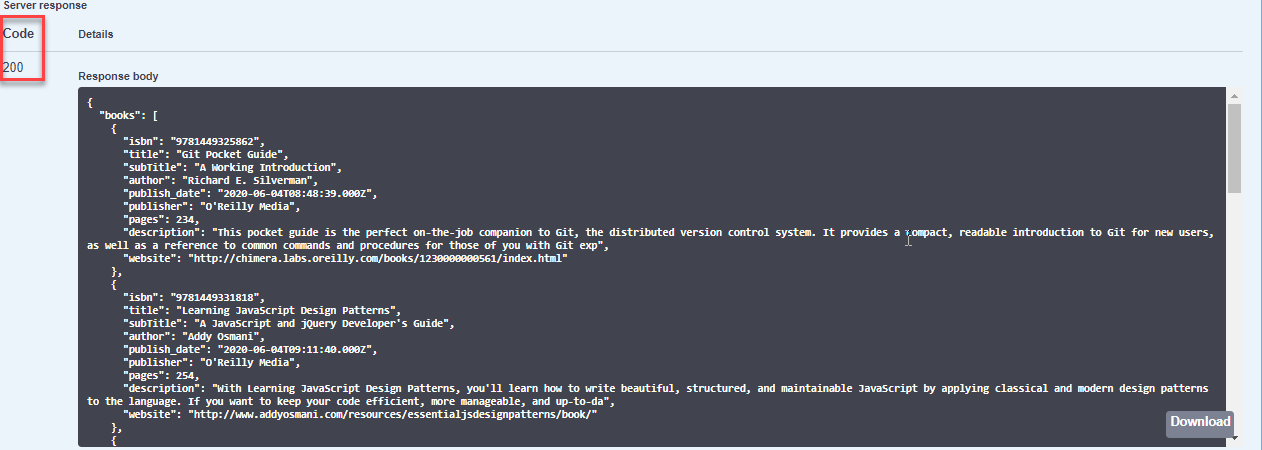 Server response
Code Details
200
Response body
{
"books": [
{
"isbn": "9781449325862",
"title": "Git Pocket Guide",
"subTitle": "A Working Introduction",
"author": "Richard E. Silverman",
"publish_date": "2020-06-04T08:48:39.000Z",
"publisher": "O'Reilly Media",
"pages": 234,
"description": "This pocket guide is the perfect on-the-job companion to Git, the distributed version control system. It provides a compact, readable introduction to Git for new users,
as well as a reference to common commands and procedures for those of you with Git exp",
"website": "http://chimera.labs.oreilly.com/books/1230000000561/index.html"
},
{
"isbn": "9781449331818",
"title": "Learning JavaScript Design Patterns",
"subTitle": "A JavaScript and jQuery Developer's Guide",
"author": "Addy Osmani",
"publish_date": "2020-06-04T09:11:40.000Z",
"publisher": "O'Reilly Media",
"pages": 254,
"description": "With Learning JavaScript Design Patterns, you'll learn how to write beautiful, structured, and maintainable JavaScript by applying classical and modern design patterns
to the language. If you want to keep your code efficient, more manageable, and up-to-da",
"website": "http://www.addyosmani.com/resources/essentialjsdesignpatterns/book/"
},
{
Download